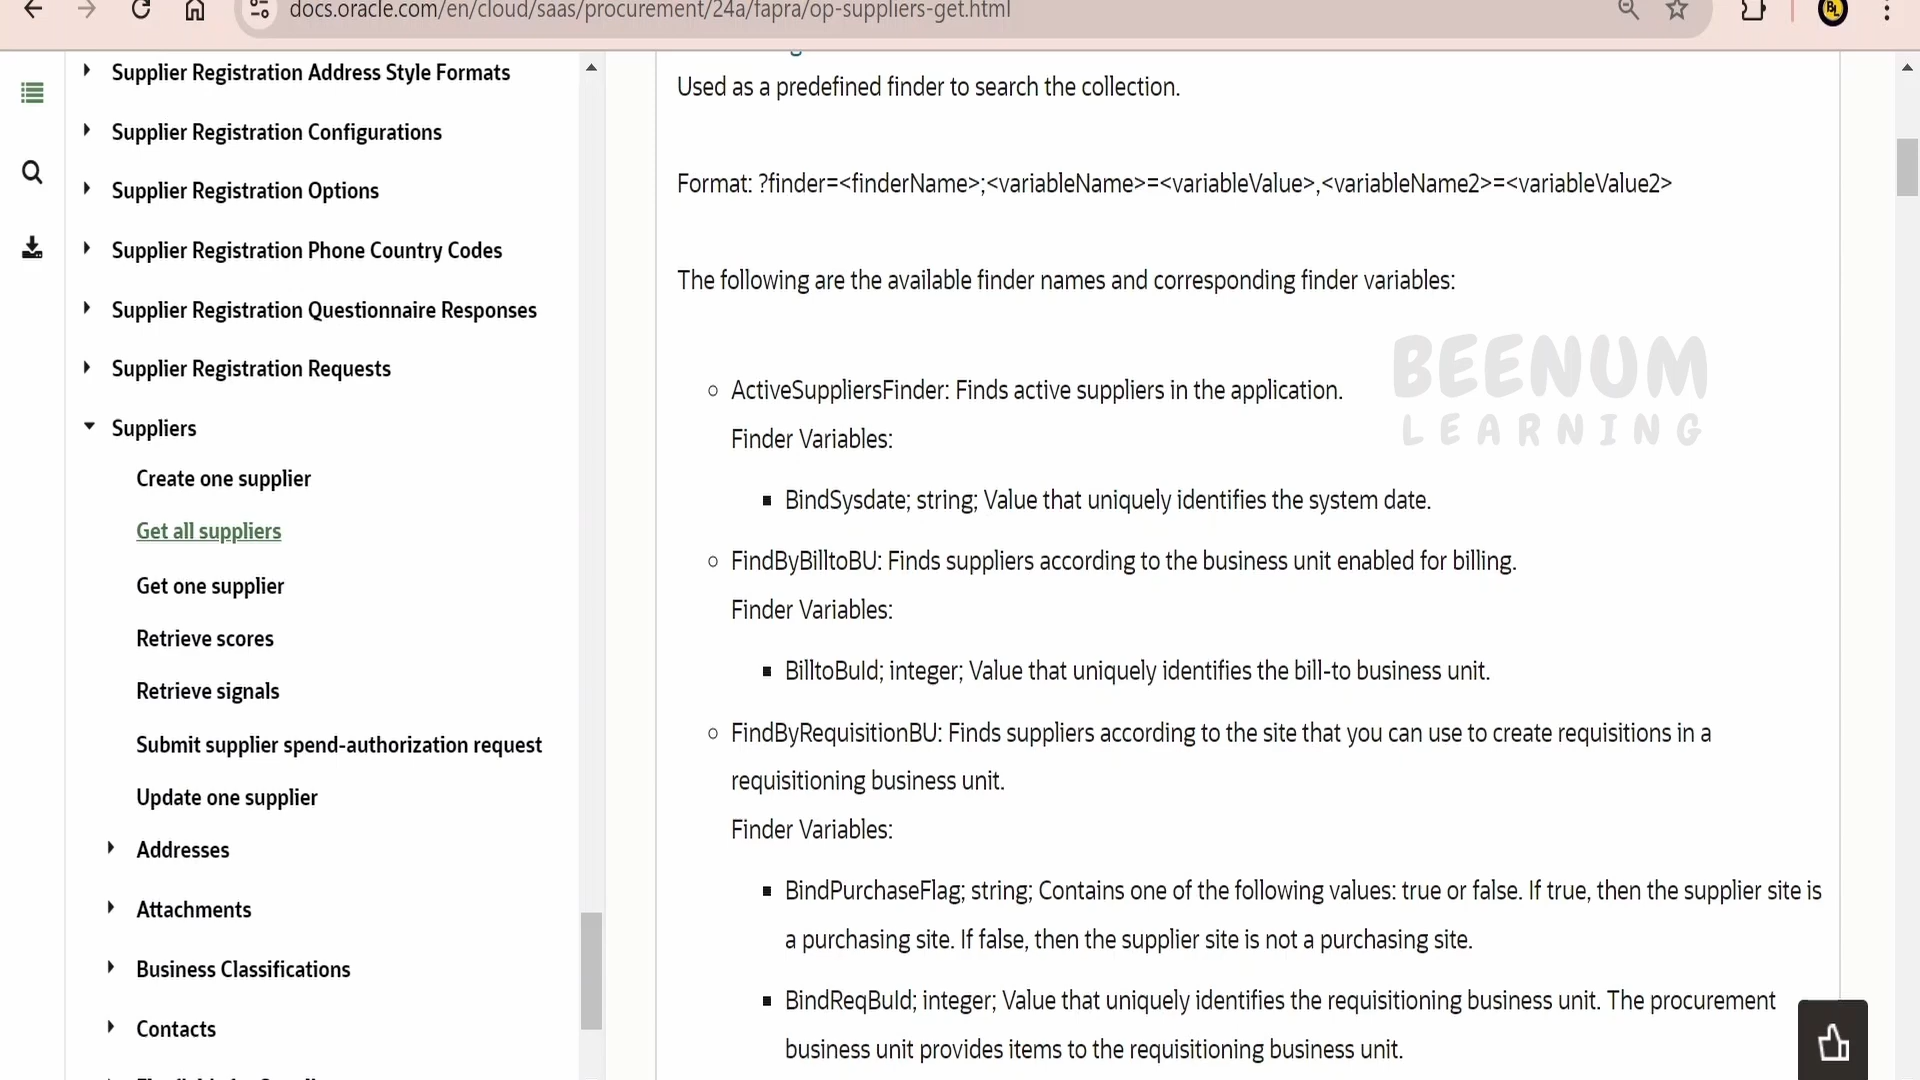 docs.oracle.com/en/cloud/saas/procurement/24a/fapra/op-suppliers-get.html
BL
Supplier Registration Address Style Formats
Supplier Registration Configurations
Supplier Registration Options
Supplier Registration Phone Country Codes
Supplier Registration Questionnaire Responses
Supplier Registration Requests
Suppliers
Create one supplier
Get all suppliers
Get one supplier
Retrieve scores
Retrieve signals
Submit supplier spend-authorization request
Update one supplier
Addresses
Attachments
Business Classifications
Contacts
Used as a predefined finder to search the collection.
Format: ?finder=<finderName>;<variableName>=<variableValue>,<variableName2>=<variableValue2>
The following are the available finder names and corresponding finder variables:
BEENUM
LEARNING
ActiveSuppliersFinder: Finds active suppliers in the application.
Finder Variables:
BindSysdate; string; Value that uniquely identifies the system date.
FindByBilltoBU: Finds suppliers according to the business unit enabled for billing.
Finder Variables:
BilltoBuId; integer; Value that uniquely identifies the bill-to business unit.
FindByRequisitionBU: Finds suppliers according to the site that you can use to create requisitions in a
requisitioning business unit.
Finder Variables:
BindPurchaseFlag; string; Contains one of the following values: true or false. If true, then the supplier site is
a purchasing site. If false, then the supplier site is not a purchasing site.
BindReqBuId; integer; Value that uniquely identifies the requisitioning business unit. The procurement
business unit provides items to the requisitioning business unit.